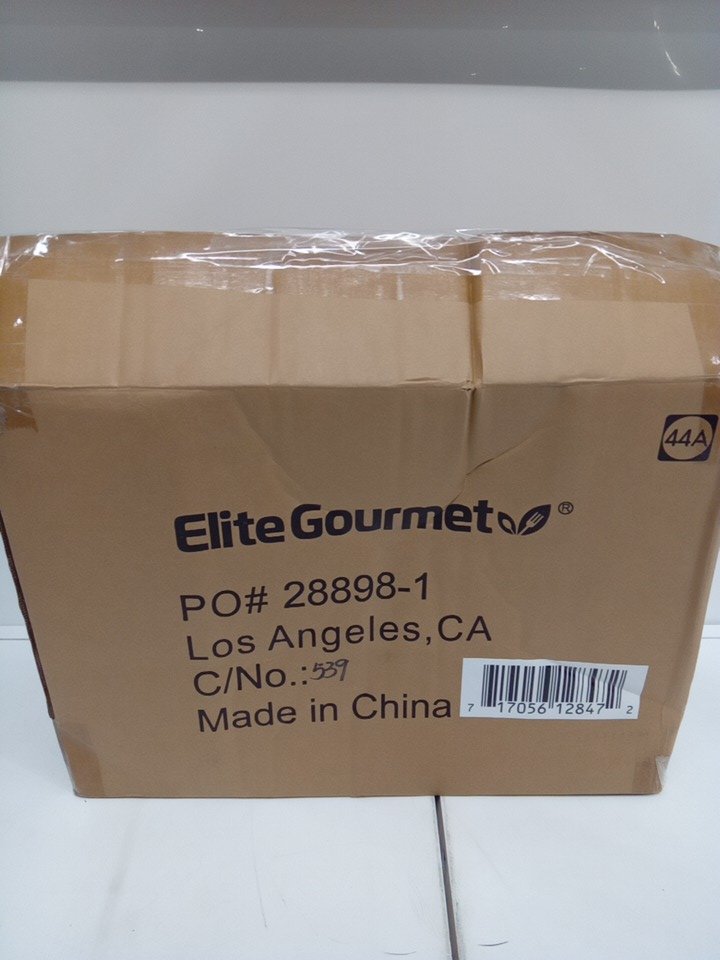 44A
Elite Gourmet®
PO# 28898-1
Los Angeles,CA
C/No.:539
Made in China
7 17056 12847 2